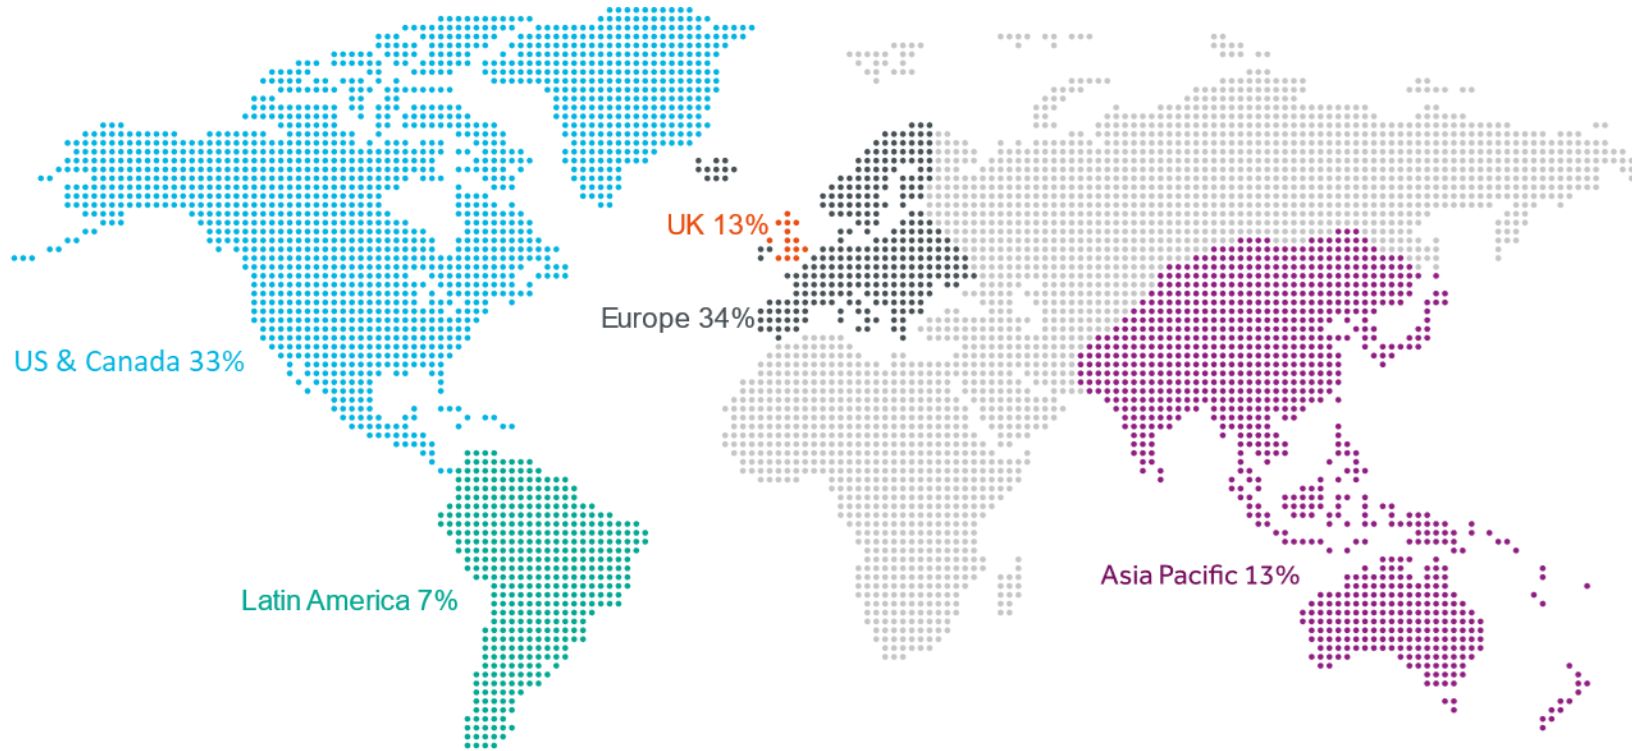 UK 13%
Europe 34%
US & Canada 33%
Asia Pacific 13%
Latin America 7%